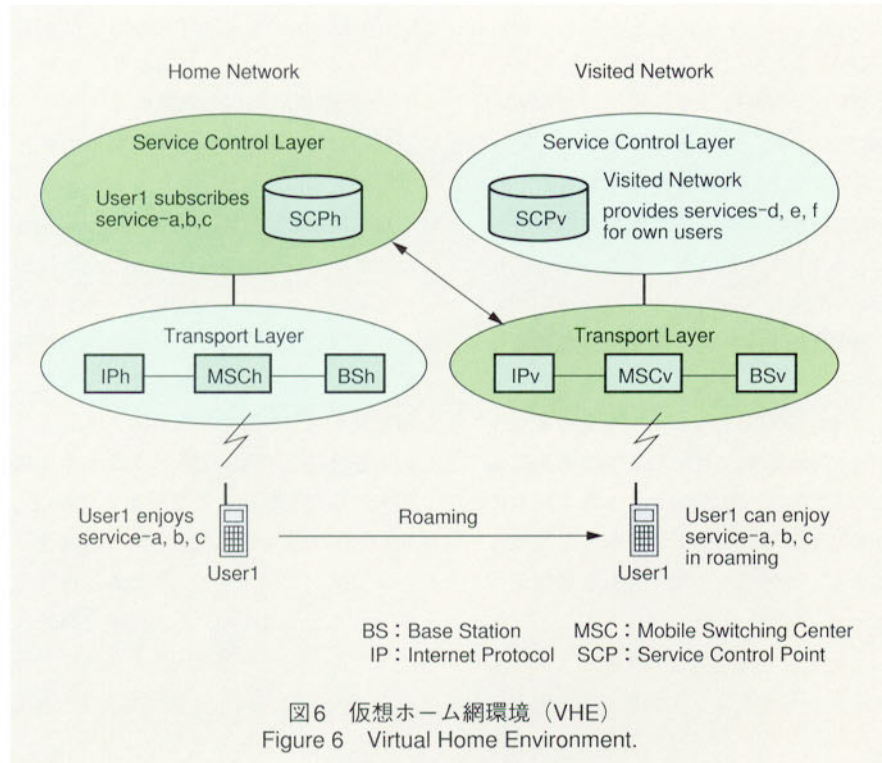 Home Network
Visited Network
Service Control Layer
User1 subscribes
service-a,b,c
SCPh
Service Control Layer
Visited Network
SCPv
provides services-d, e, f
for own users
Transport Layer
IPh
MSCh
BSh
Transport Layer
IPv
MSCv
BSv
User1 enjoys
service-a, b, c
User1
Roaming
User1 can enjoy
service-a, b, c
in roaming
User1
BS：Base Station MSC：Mobile Switching Center
IP：Internet Protocol SCP：Service Control Point
図6 仮想ホーム網環境（VHE）
Figure 6 Virtual Home Environment.